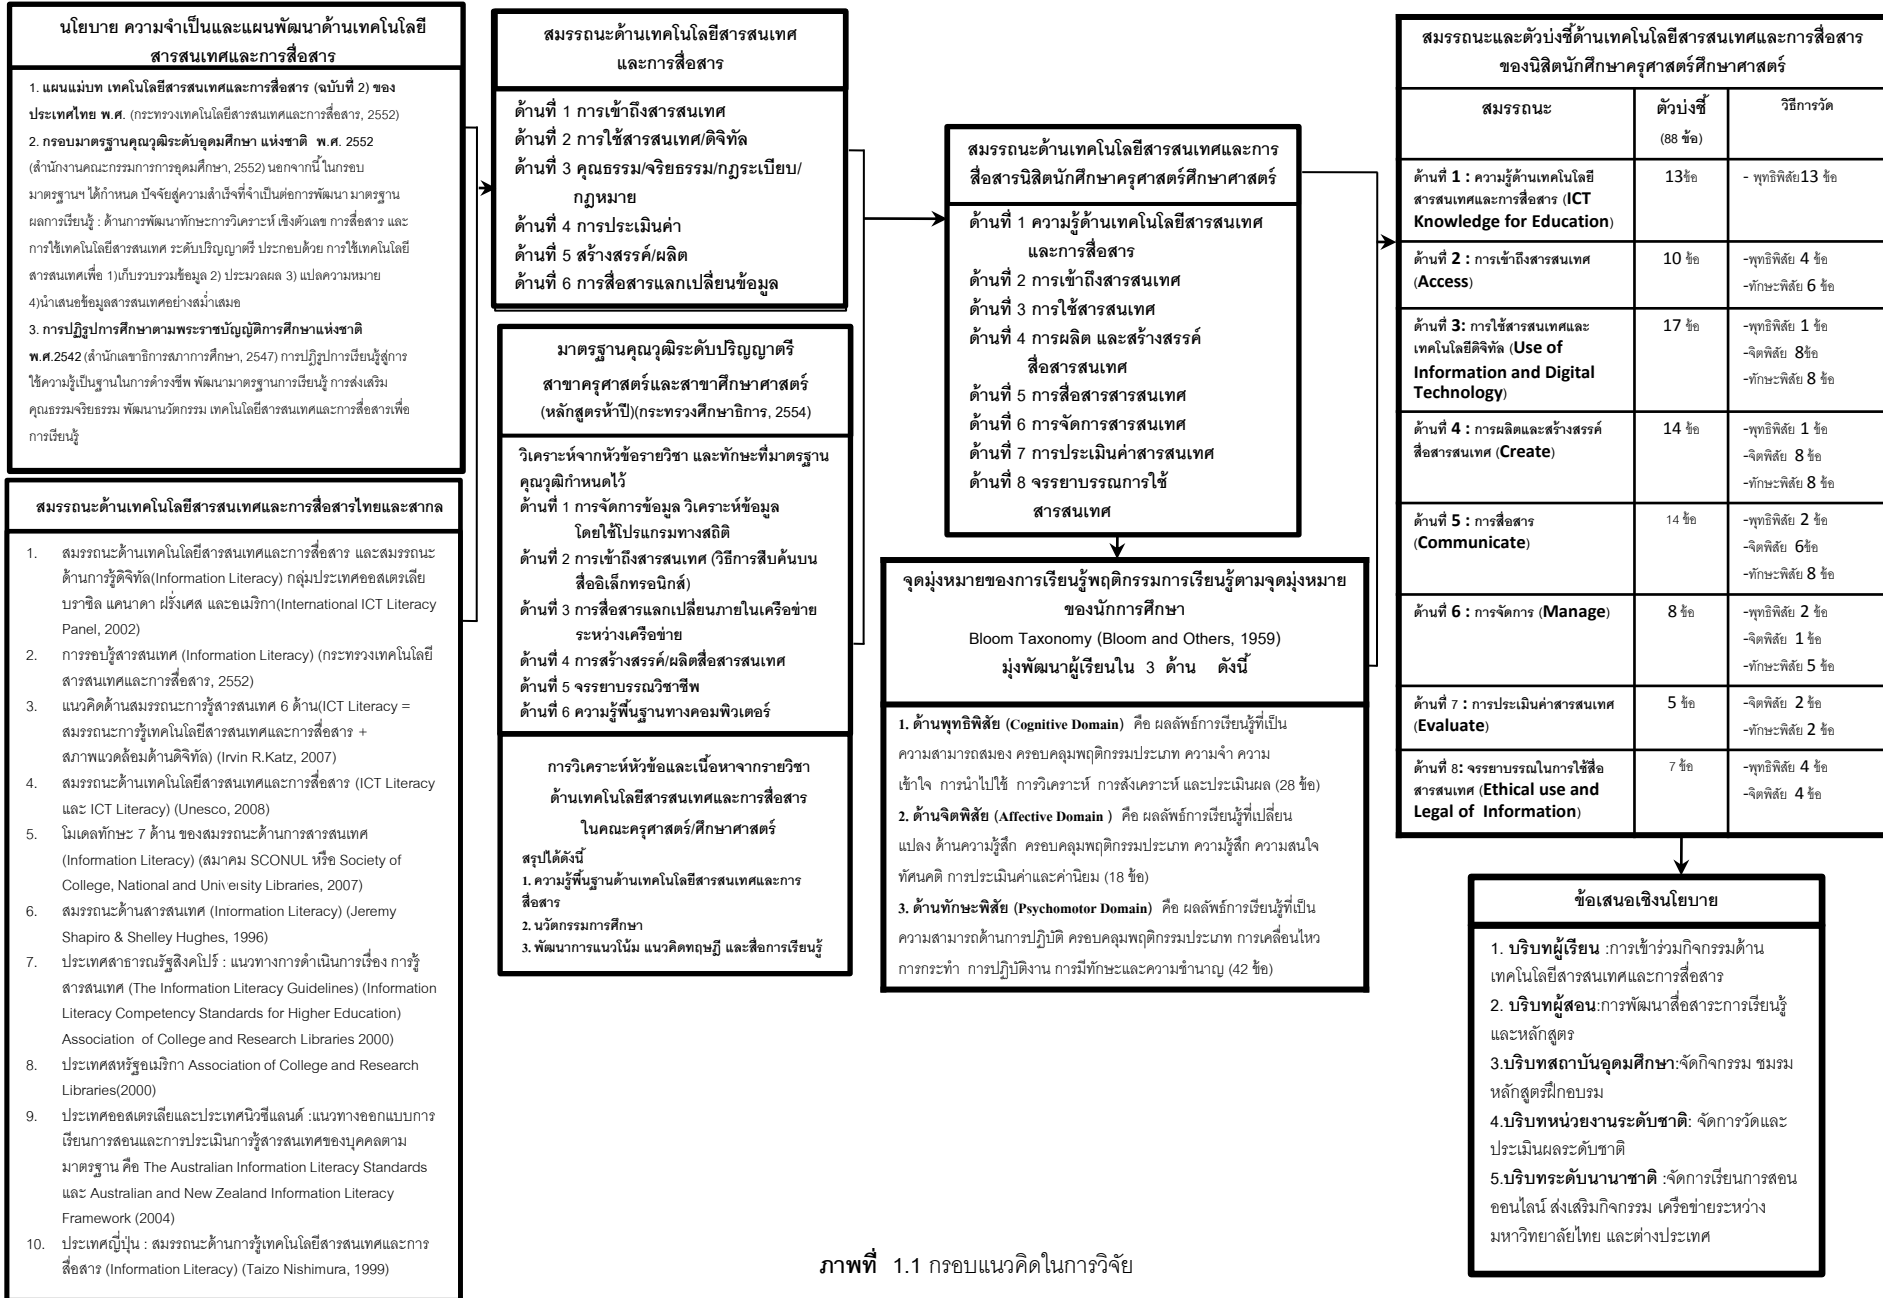 นโยบาย ความจำเป็นและแผนพัฒนาด้านเทคโนโลยี
สารสนเทศและการสื่อสาร
1. แผนแม่บท เทคโนโลยีสารสนเทศและการสื่อสาร (ฉบับที่ 2) ของ
ประเทศไทย พ.ศ. (กระทรวงเทคโนโลยีสารสนเทศและการสื่อสาร, 2552)
2. กรอบมาตรฐานคุณวุฒิระดับอุดมศึกษา แห่งชาติ พ.ศ. 2552
(สำนักงานคณะกรรมการการอุดมศึกษา, 2552) นอกจากนี้ ในกรอบ
มาตรฐานฯ ได้กำหนด ปัจจัยสู่ความสำเร็จที่จำเป็นต่อการพัฒนา มาตรฐาน
ผลการเรียนรู้ : ด้านการพัฒนาทักษะการวิเคราะห์ เชิงตัวเลข การสื่อสาร และ
การใช้เทคโนโลยีสารสนเทศ ระดับปริญญาตรี ประกอบด้วย การใช้เทคโนโลยี
สารสนเทศเพื่อ 1)เก็บรวบรวมข้อมูล 2) ประมวลผล 3) แปลความหมาย
4)นำเสนอข้อมูลสารสนเทศอย่างสม่ำเสมอ
3. การปฏิรูปการศึกษาตามพระราชบัญญัติการศึกษาแห่งชาติ
พ.ศ.2542 (สำนักเลขาธิการสภาการศึกษา, 2547) การปฏิรูปการเรียนรู้สู่การ
ใช้ความรู้เป็นฐานในการดำรงชีพ พัฒนามาตรฐานการเรียนรู้ การส่งเสริม
คุณธรรมจริยธรรม พัฒนานวัตกรรม เทคโนโลยีสารสนเทศและการสื่อสารเพื่อ
การเรียนรู้
สมรรถนะด้านเทคโนโลยีสารสนเทศและการสื่อสารไทยและสากล
1. สมรรถนะด้านเทคโนโลยีสารสนเทศและการสื่อสาร และสมรรถนะ
ด้านการรู้ดิจิทัล(Information Literacy) กลุ่มประเทศออสเตรเลีย
บราซิล แคนาดา ฝรั่งเศส และอเมริกา(International ICT Literacy
Panel, 2002)
2. การรอบรู้สารสนเทศ (Information Literacy) (กระทรวงเทคโนโลยี
สารสนเทศและการสื่อสาร, 2552)
3. แนวคิดด้านสมรรถนะการรู้สารสนเทศ 6 ด้าน(ICT Literacy =
สมรรถนะการรู้เทคโนโลยีสารสนเทศและการสื่อสาร +
สภาพแวดล้อมด้านดิจิทัล) (Irvin R.Katz, 2007)
4. สมรรถนะด้านเทคโนโลยีสารสนเทศและการสื่อสาร (ICT Literacy
และ ICT Literacy) (Unesco, 2008)
5. โมเดลทักษะ 7 ด้าน ของสมรรถนะด้านการสารสนเทศ
(Information Literacy) (สมาคม SCONUL หรือ Society of
College, National and University Libraries, 2007)
6. สมรรถนะด้านสารสนเทศ (Information Literacy) (Jeremy
Shapiro & Shelley Hughes, 1996)
7. ประเทศสาธารณรัฐสิงคโปร์ : แนวทางการดำเนินการเรื่อง การรู้
สารสนเทศ (The Information Literacy Guidelines) (Information
Literacy Competency Standards for Higher Education)
Association of College and Research Libraries 2000)
8. ประเทศสหรัฐอเมริกา Association of College and Research
Libraries(2000)
9. ประเทศออสเตรเลียและประเทศนิวซีแลนด์ :แนวทางออกแบบการ
เรียนการสอนและการประเมินการรู้สารสนเทศของบุคคลตาม
มาตรฐาน คือ The Australian Information Literacy Standards
และ Australian and New Zealand Information Literacy
Framework (2004)
10. ประเทศญี่ปุ่น : สมรรถนะด้านการรู้เทคโนโลยีสารสนเทศและการ
สื่อสาร (Information Literacy) (Taizo Nishimura, 1999)
สมรรถนะด้านเทคโนโลยีสารสนเทศ
และการสื่อสาร
ด้านที่ 1 การเข้าถึงสารสนเทศ
ด้านที่ 2 การใช้สารสนเทศ/ดิจิทัล
ด้านที่ 3 คุณธรรม/จริยธรรม/กฎระเบียบ/
กฎหมาย
ด้านที่ 4 การประเมินค่า
ด้านที่ 5 สร้างสรรค์/ผลิต
ด้านที่ 6 การสื่อสารแลกเปลี่ยนข้อมูล
มาตรฐานคุณวุฒิระดับปริญญาตรี
สาขาครุศาสตร์และสาขาศึกษาศาสตร์
(หลักสูตรห้าปี)(กระทรวงศึกษาธิการ, 2554)
วิเคราะห์จากหัวข้อรายวิชา และทักษะที่มาตรฐาน
คุณวุฒิกำหนดไว้
ด้านที่ 1 การจัดการข้อมูล วิเคราะห์ข้อมูล
โดยใช้โปรแกรมทางสถิติ
ด้านที่ 2 การเข้าถึงสารสนเทศ (วิธีการสืบค้นบน
สื่ออิเล็กทรอนิกส์)
ด้านที่ 3 การสื่อสารแลกเปลี่ยนภายในเครือข่าย
ระหว่างเครือข่าย
ด้านที่ 4 การสร้างสรรค์/ผลิตสื่อสารสนเทศ
ด้านที่ 5 จรรยาบรรณวิชาชีพ
ด้านที่ 6 ความรู้พื้นฐานทางคอมพิวเตอร์
การวิเคราะห์หัวข้อและเนื้อหาจากรายวิชา
ด้านเทคโนโลยีสารสนเทศและการสื่อสาร
ในคณะครุศาสตร์/ศึกษาศาสตร์
สรุปได้ดังนี้
1. ความรู้พื้นฐานด้านเทคโนโลยีสารสนเทศและการ
สื่อสาร
2. นวัตกรรมการศึกษา
3. พัฒนาการแนวโน้ม แนวคิดทฤษฎี และสื่อการเรียนรู้
สมรรถนะด้านเทคโนโลยีสารสนเทศและการ
สื่อสารนิสิตนักศึกษาครุศาสตร์ศึกษาศาสตร์
ด้านที่ 1 ความรู้ด้านเทคโนโลยีสารสนเทศ
และการสื่อสาร
ด้านที่ 2 การเข้าถึงสารสนเทศ
ด้านที่ 3 การใช้สารสนเทศ
ด้านที่ 4 การผลิต และสร้างสรรค์
สื่อสารสนเทศ
ด้านที่ 5 การสื่อสารสารสนเทศ
ด้านที่ 6 การจัดการสารสนเทศ
ด้านที่ 7 การประเมินค่าสารสนเทศ
ด้านที่ 8 จรรยาบรรณการใช้
สารสนเทศ
จุดมุ่งหมายของการเรียนรู้พฤติกรรมการเรียนรู้ตามจุดมุ่งหมาย
ของนักการศึกษา
Bloom Taxonomy (Bloom and Others, 1959)
มุ่งพัฒนาผู้เรียนใน 3 ด้าน ดังนี้
1. ด้านพุทธิพิสัย (Cognitive Domain) คือ ผลลัพธ์การเรียนรู้ที่เป็น
ความสามารถสมอง ครอบคลุมพฤติกรรมประเภท ความจำ ความ
เข้าใจ การนำไปใช้ การวิเคราะห์ การสังเคราะห์ และประเมินผล (28 ข้อ)
2. ด้านจิตพิสัย (Affective Domain ) คือ ผลลัพธ์การเรียนรู้ที่เปลี่ยน
แปลง ด้านความรู้สึก ครอบคลุมพฤติกรรมประเภท ความรู้สึก ความสนใจ
ทัศนคติ การประเมินค่าและค่านิยม (18 ข้อ)
3. ด้านทักษะพิสัย (Psychomotor Domain) คือ ผลลัพธ์การเรียนรู้ที่เป็น
ความสามารถด้านการปฏิบัติ ครอบคลุมพฤติกรรมประเภท การเคลื่อนไหว
การกระทำ การปฏิบัติงาน การมีทักษะและความชำนาญ (42 ข้อ)
สมรรถนะและตัวบ่งชี้ด้านเทคโนโลยีสารสนเทศและการสื่อสาร
ของนิสิตนักศึกษาครุศาสตร์ศึกษาศาสตร์
สมรรถนะ ตัวบ่งชี้ วิธีการวัด
(88 ข้อ)
ด้านที่ 1 : ความรู้ด้านเทคโนโลยี 13ข้อ - พุทธิพิสัย13 ข้อ
สารสนเทศและการสื่อสาร (ICT
Knowledge for Education)
ด้านที่ 2 : การเข้าถึงสารสนเทศ 10 ข้อ -พุทธิพิสัย 4 ข้อ
(Access) -ทักษะพิสัย 6 ข้อ
ด้านที่ 3: การใช้สารสนเทศและ 17 ข้อ -พุทธิพิสัย 1 ข้อ
เทคโนโลยีดิจิทัล (Use of -จิตพิสัย 8ข้อ
Information and Digital -ทักษะพิสัย 8 ข้อ
Technology)
ด้านที่ 4 : การผลิตและสร้างสรรค์ 14 ข้อ -พุทธิพิสัย 1 ข้อ
สื่อสารสนเทศ (Create) -จิตพิสัย 8 ข้อ
-ทักษะพิสัย 8 ข้อ
ด้านที่ 5 : การสื่อสาร 14 ข้อ -พุทธิพิสัย 2 ข้อ
(Communicate) -จิตพิสัย 6ข้อ
-ทักษะพิสัย 8 ข้อ
ด้านที่ 6 : การจัดการ (Manage) 8 ข้อ -พุทธิพิสัย 2 ข้อ
-จิตพิสัย 1 ข้อ
-ทักษะพิสัย 5 ข้อ
ด้านที่ 7 : การประเมินค่าสารสนเทศ 5 ข้อ -จิตพิสัย 2 ข้อ
(Evaluate) -ทักษะพิสัย 2 ข้อ
ด้านที่ 8: จรรยาบรรณในการใช้สื่อ 7 ข้อ -พุทธิพิสัย 4 ข้อ
สารสนเทศ (Ethical use and -จิตพิสัย 4 ข้อ
Legal of Information)
ข้อเสนอเชิงนโยบาย
1. บริบทผู้เรียน :การเข้าร่วมกิจกรรมด้าน
เทคโนโลยีสารสนเทศและการสื่อสาร
2. บริบทผู้สอน:การพัฒนาสื่อสาระการเรียนรู้
และหลักสูตร
3.บริบทสถาบันอุดมศึกษา:จัดกิจกรรม ชมรม
หลักสูตรฝึกอบรม
4.บริบทหน่วยงานระดับชาติ: จัดการวัดและ
ประเมินผลระดับชาติ
5.บริบทระดับนานาชาติ :จัดการเรียนการสอน
ออนไลน์ ส่งเสริมกิจกรรม เครือข่ายระหว่าง
มหาวิทยาลัยไทย และต่างประเทศ
ภาพที่ 1.1 กรอบแนวคิดในการวิจัย